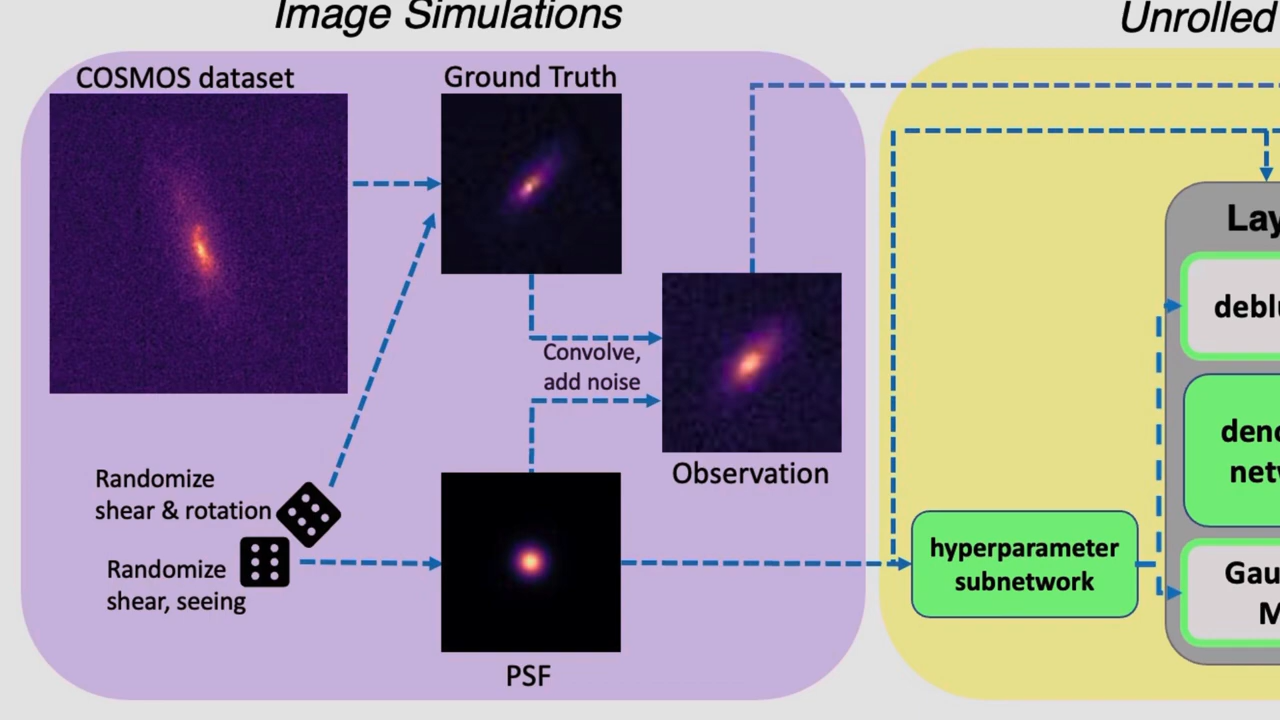 Image Simulations
Unrolled
COSMOS dataset
Ground Truth
Convolve,
add noise
Observation
Randomize
shear & rotation
Randomize
shear, seeing
PSF
hyperparameter
subnetwork